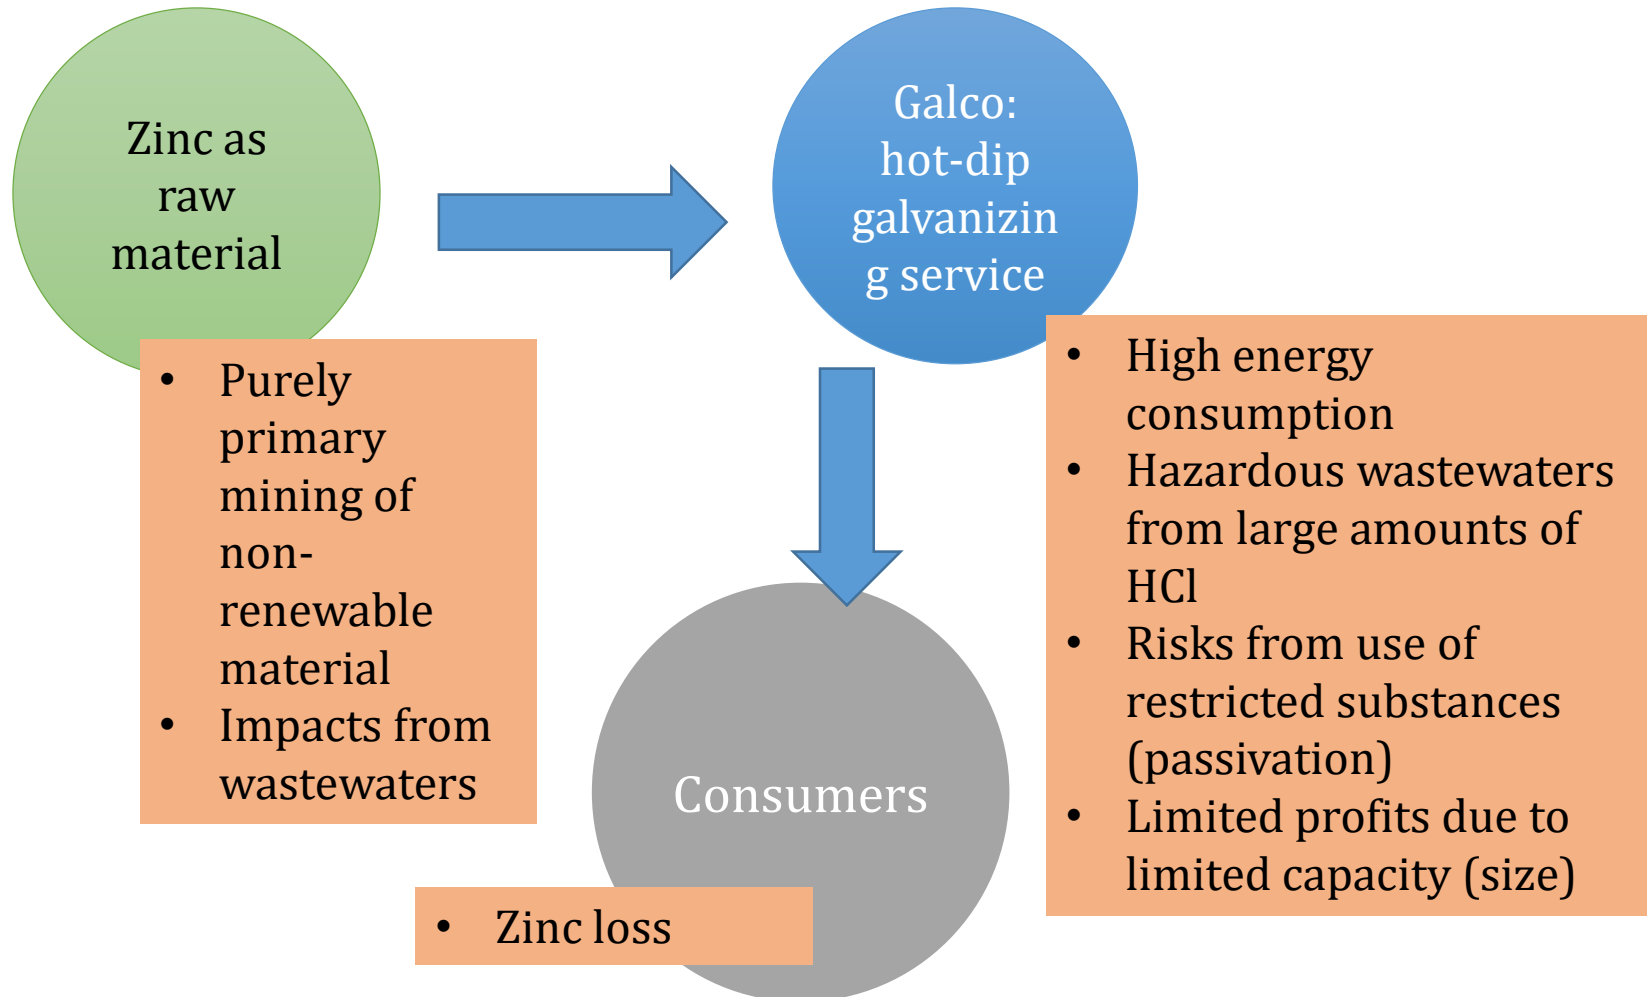 Zinc as
raw
material
Galco:
hot-dip
galvanizin
g service
• Purely
primary
mining of
non-
renewable
material
• Impacts from
wastewaters
• High energy
consumption
• Hazardous wastewaters
from large amounts of
HCl
• Risks from use of
restricted substances
(passivation)
• Limited profits due to
limited capacity (size)
Consumers
• Zinc loss